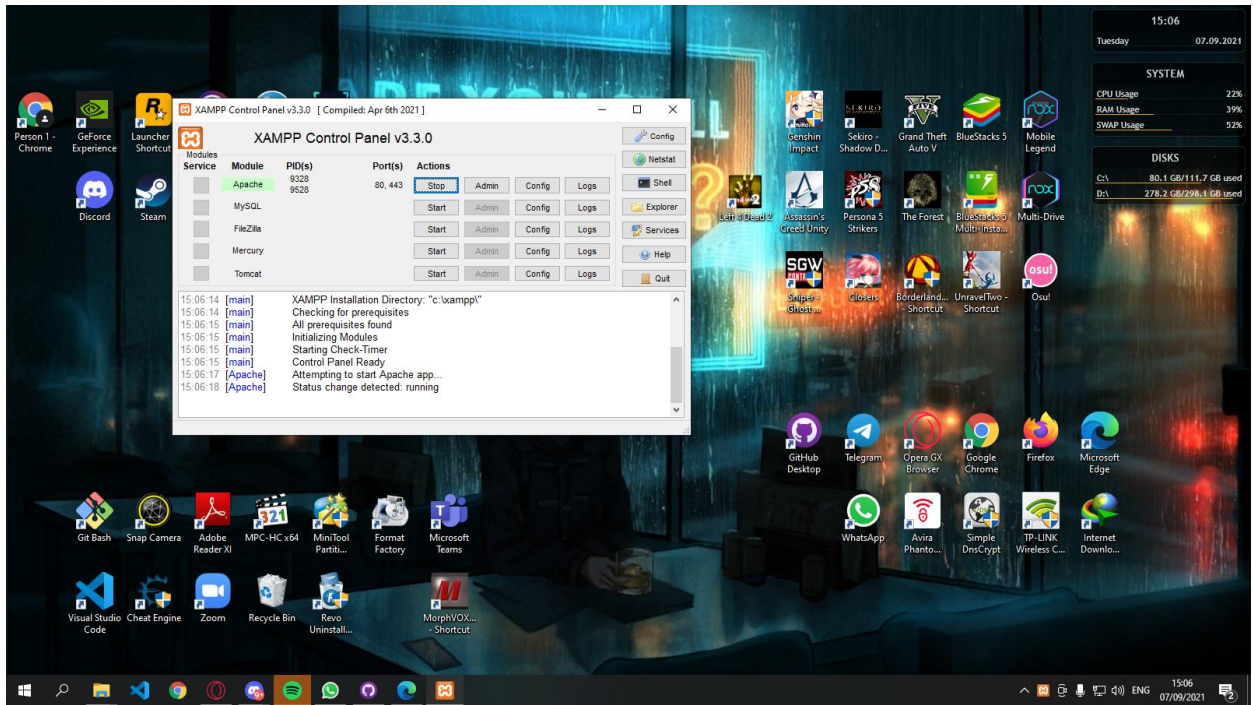 15:06
Tuesday 07.09.2021
SYSTEM
CPU Usage 22%
RAM Usage 39%
SWAP Usage 52%
DISKS
C:\ 80.1 GB/111.7 GB used
D:\ 278.2 GB/298.1 GB used
Person 1 -
Chrome
GeForce
Experience
Launcher
Shortcut
Discord
Steam
XAMPP Control Panel v3.3.0 [ Compiled: Apr 6th 2021 ]
XAMPP Control Panel v3.3.0
Config
Netstat
Shell
Explorer
Services
Help
Quit
Modules
Service Module PID(s) Port(s) Actions
Apache 9328 9528 80, 443 Stop Admin Config Logs
MySQL Start Admin Config Logs
FileZilla Start Admin Config Logs
Mercury Start Admin Config Logs
Tomcat Start Admin Config Logs
15:06:14 [main] XAMPP Installation Directory: "c:\xampp\"
15:06:14 [main] Checking for prerequisites
15:06:15 [main] All prerequisites found
15:06:15 [main] Initializing Modules
15:06:15 [main] Starting Check-Timer
15:06:15 [main] Control Panel Ready
15:06:17 [Apache] Attempting to start Apache app...
15:06:18 [Apache] Status change detected: running
Genshin
Impact
SEKIRO
Sekiro -
Shadow D...
Grand Theft
Auto V
BlueStacks 5
nox
Mobile
Legend
Left 4 Dead 2
Assassin's
Creed Unity
Persona 5
Strikers
The Forest
BlueStacks 5
Multi-Insta...
nox
Multi-Drive
SGW
Sniper -
Ghost ...
Closers
Borderland...
- Shortcut
UnravelTwo -
Shortcut
osu!
Osu!
GitHub
Desktop
Telegram
Opera GX
Browser
Google
Chrome
Firefox
Microsoft
Edge
WhatsApp
Avira
Phanto...
Simple
DnsCrypt
TP-LINK
Wireless C...
Internet
Downlo...
Git Bash
Snap Camera
Adobe
Reader XI
321
MPC-HC x64
MiniTool
Partiti...
Format
Factory
Microsoft
Teams
Visual Studio
Code
Cheat Engine
Zoom
Recycle Bin
Revo
Uninstall...
MorphVOX...
- Shortcut
ENG
15:06
07/09/2021
2